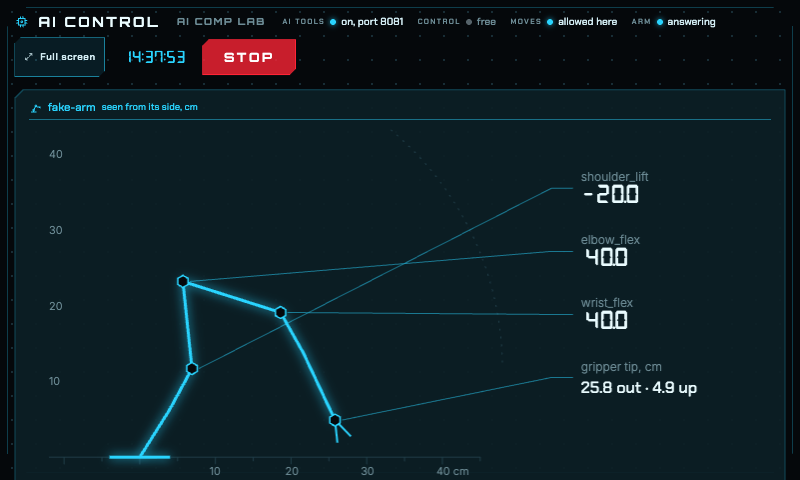 AI CONTROL
AI COMP LAB
AI TOOLS on, port 8081
CONTROL free
MOVES allowed here
ARM answering
Full screen
14:37:53
STOP
fake-arm seen from its side, cm
40
30
20
10
shoulder_lift
-20.0
elbow_flex
40.0
wrist_flex
40.0
gripper tip, cm
25.8 out · 4.9 up
10 20 30 40 cm